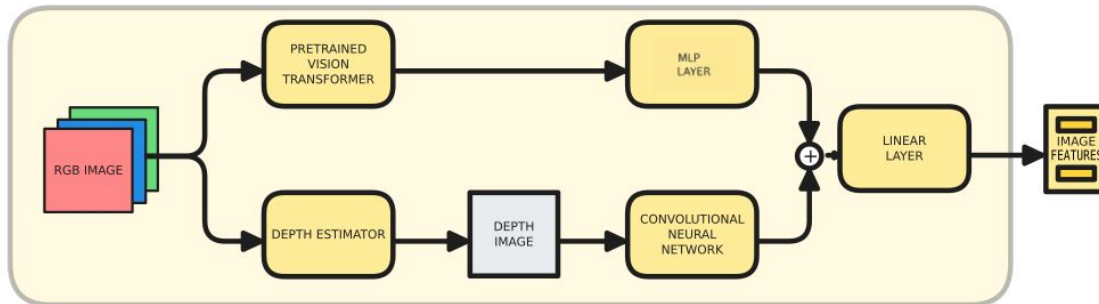 PRETRAINED
VISION
TRANSFORMER
MLP
LAYER
RGB IMAGE
LINEAR
LAYER
IMAGE
FEATURES
DEPTH ESTIMATOR
DEPTH
IMAGE
CONVOLUTIONAL
NEURAL
NETWORK